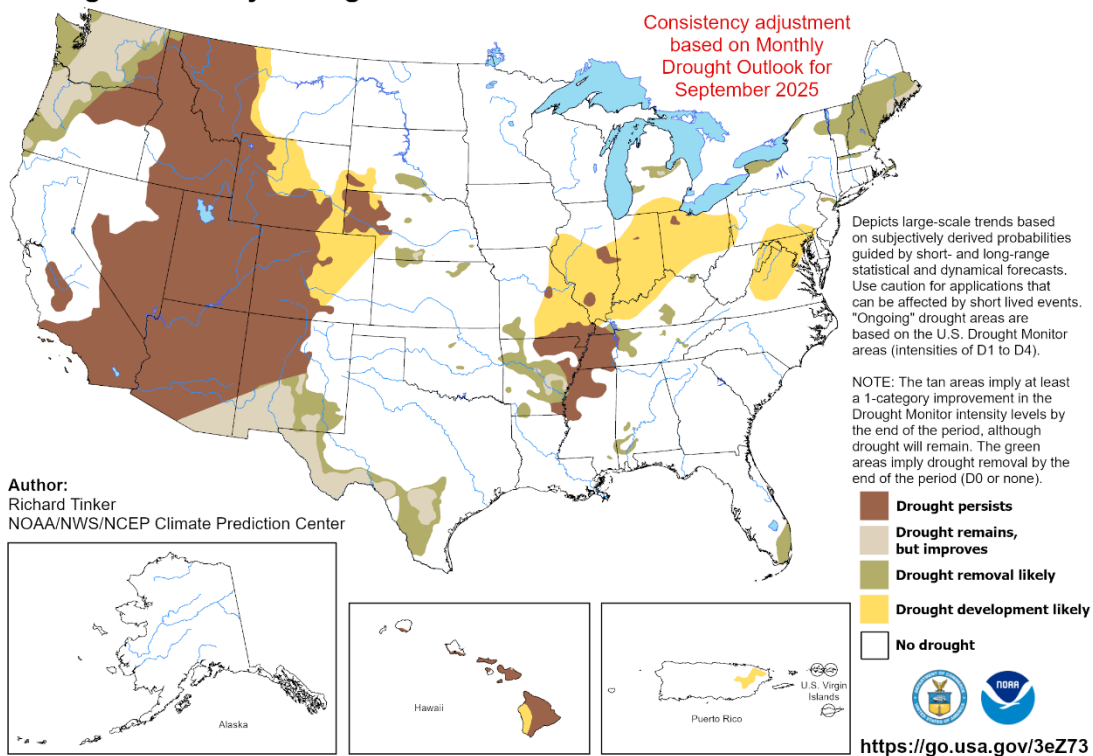 Consistency adjustment
based on Monthly
Drought Outlook for
September 2025
Depicts large-scale trends based
on subjectively derived probabilities
guided by short- and long-range
statistical and dynamical forecasts.
Use caution for applications that
can be affected by short lived events.
"Ongoing" drought areas are
based on the U.S. Drought Monitor
areas (intensities of D1 to D4).
NOTE: The tan areas imply at least
a 1-category improvement in the
Drought Monitor intensity levels by
the end of the period, although
drought will remain. The green
areas imply drought removal by the
end of the period (D0 or none).
Author:
Richard Tinker
NOAA/NWS/NCEP Climate Prediction Center
Drought persists
Drought remains,
but improves
Drought removal likely
Drought development likely
No drought
Alaska
Hawaii
Puerto Rico
U.S. Virgin
Islands
NOAA
https://go.usa.gov/3eZ73